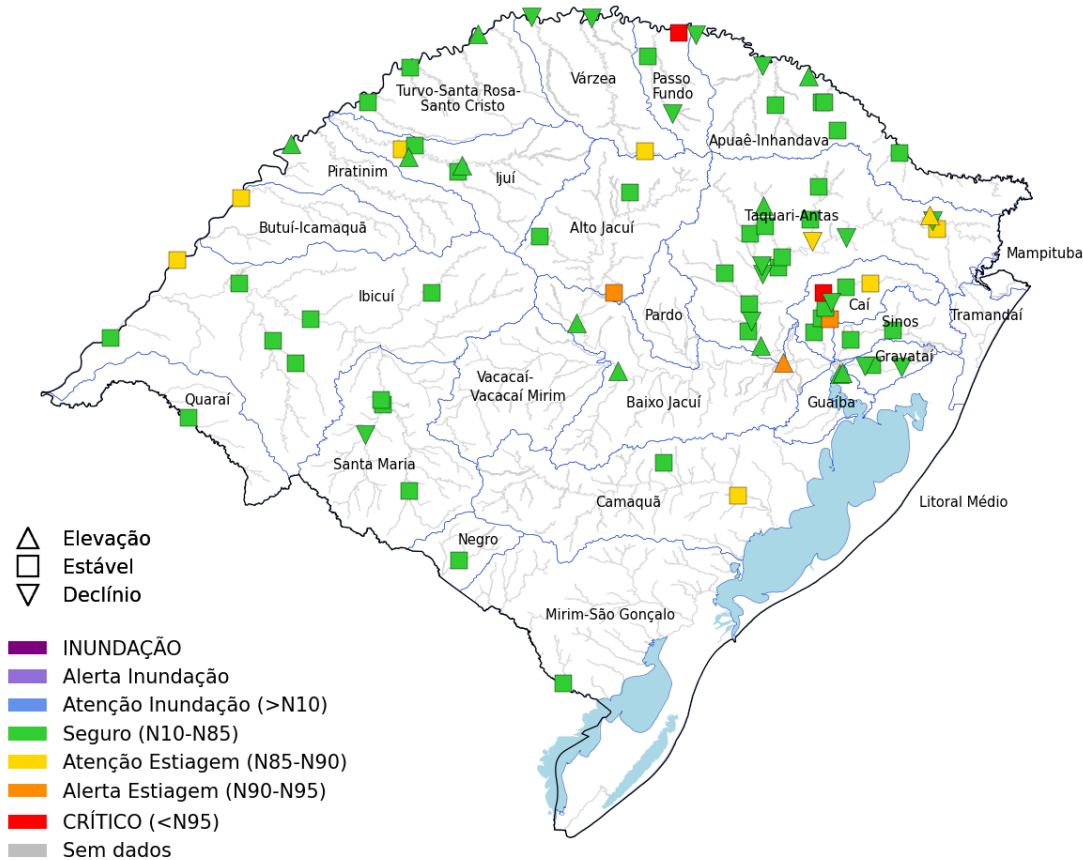 Várzea
Passo
Fundo
Turvo-Santa Rosa-
Santo Cristo
Apuaê-Inhandava
Piratinim
Ijuí
Taquari-Antas
Butuí-Icamaquã
Alto Jacuí
Mampituba
Ibicuí
Caí
Pardo
Tramandaí
Sinos
Gravataí
Vacacaí-
Vacacaí Mirim
Quaraí
Baixo Jacuí
Guaíba
Santa Maria
Camaquã
Litoral Médio
Negro
Mirim-São Gonçalo
Elevação
Estável
Declínio
INUNDAÇÃO
Alerta Inundação
Atenção Inundação (>N10)
Seguro (N10-N85)
Atenção Estiagem (N85-N90)
Alerta Estiagem (N90-N95)
CRÍTICO (<N95)
Sem dados